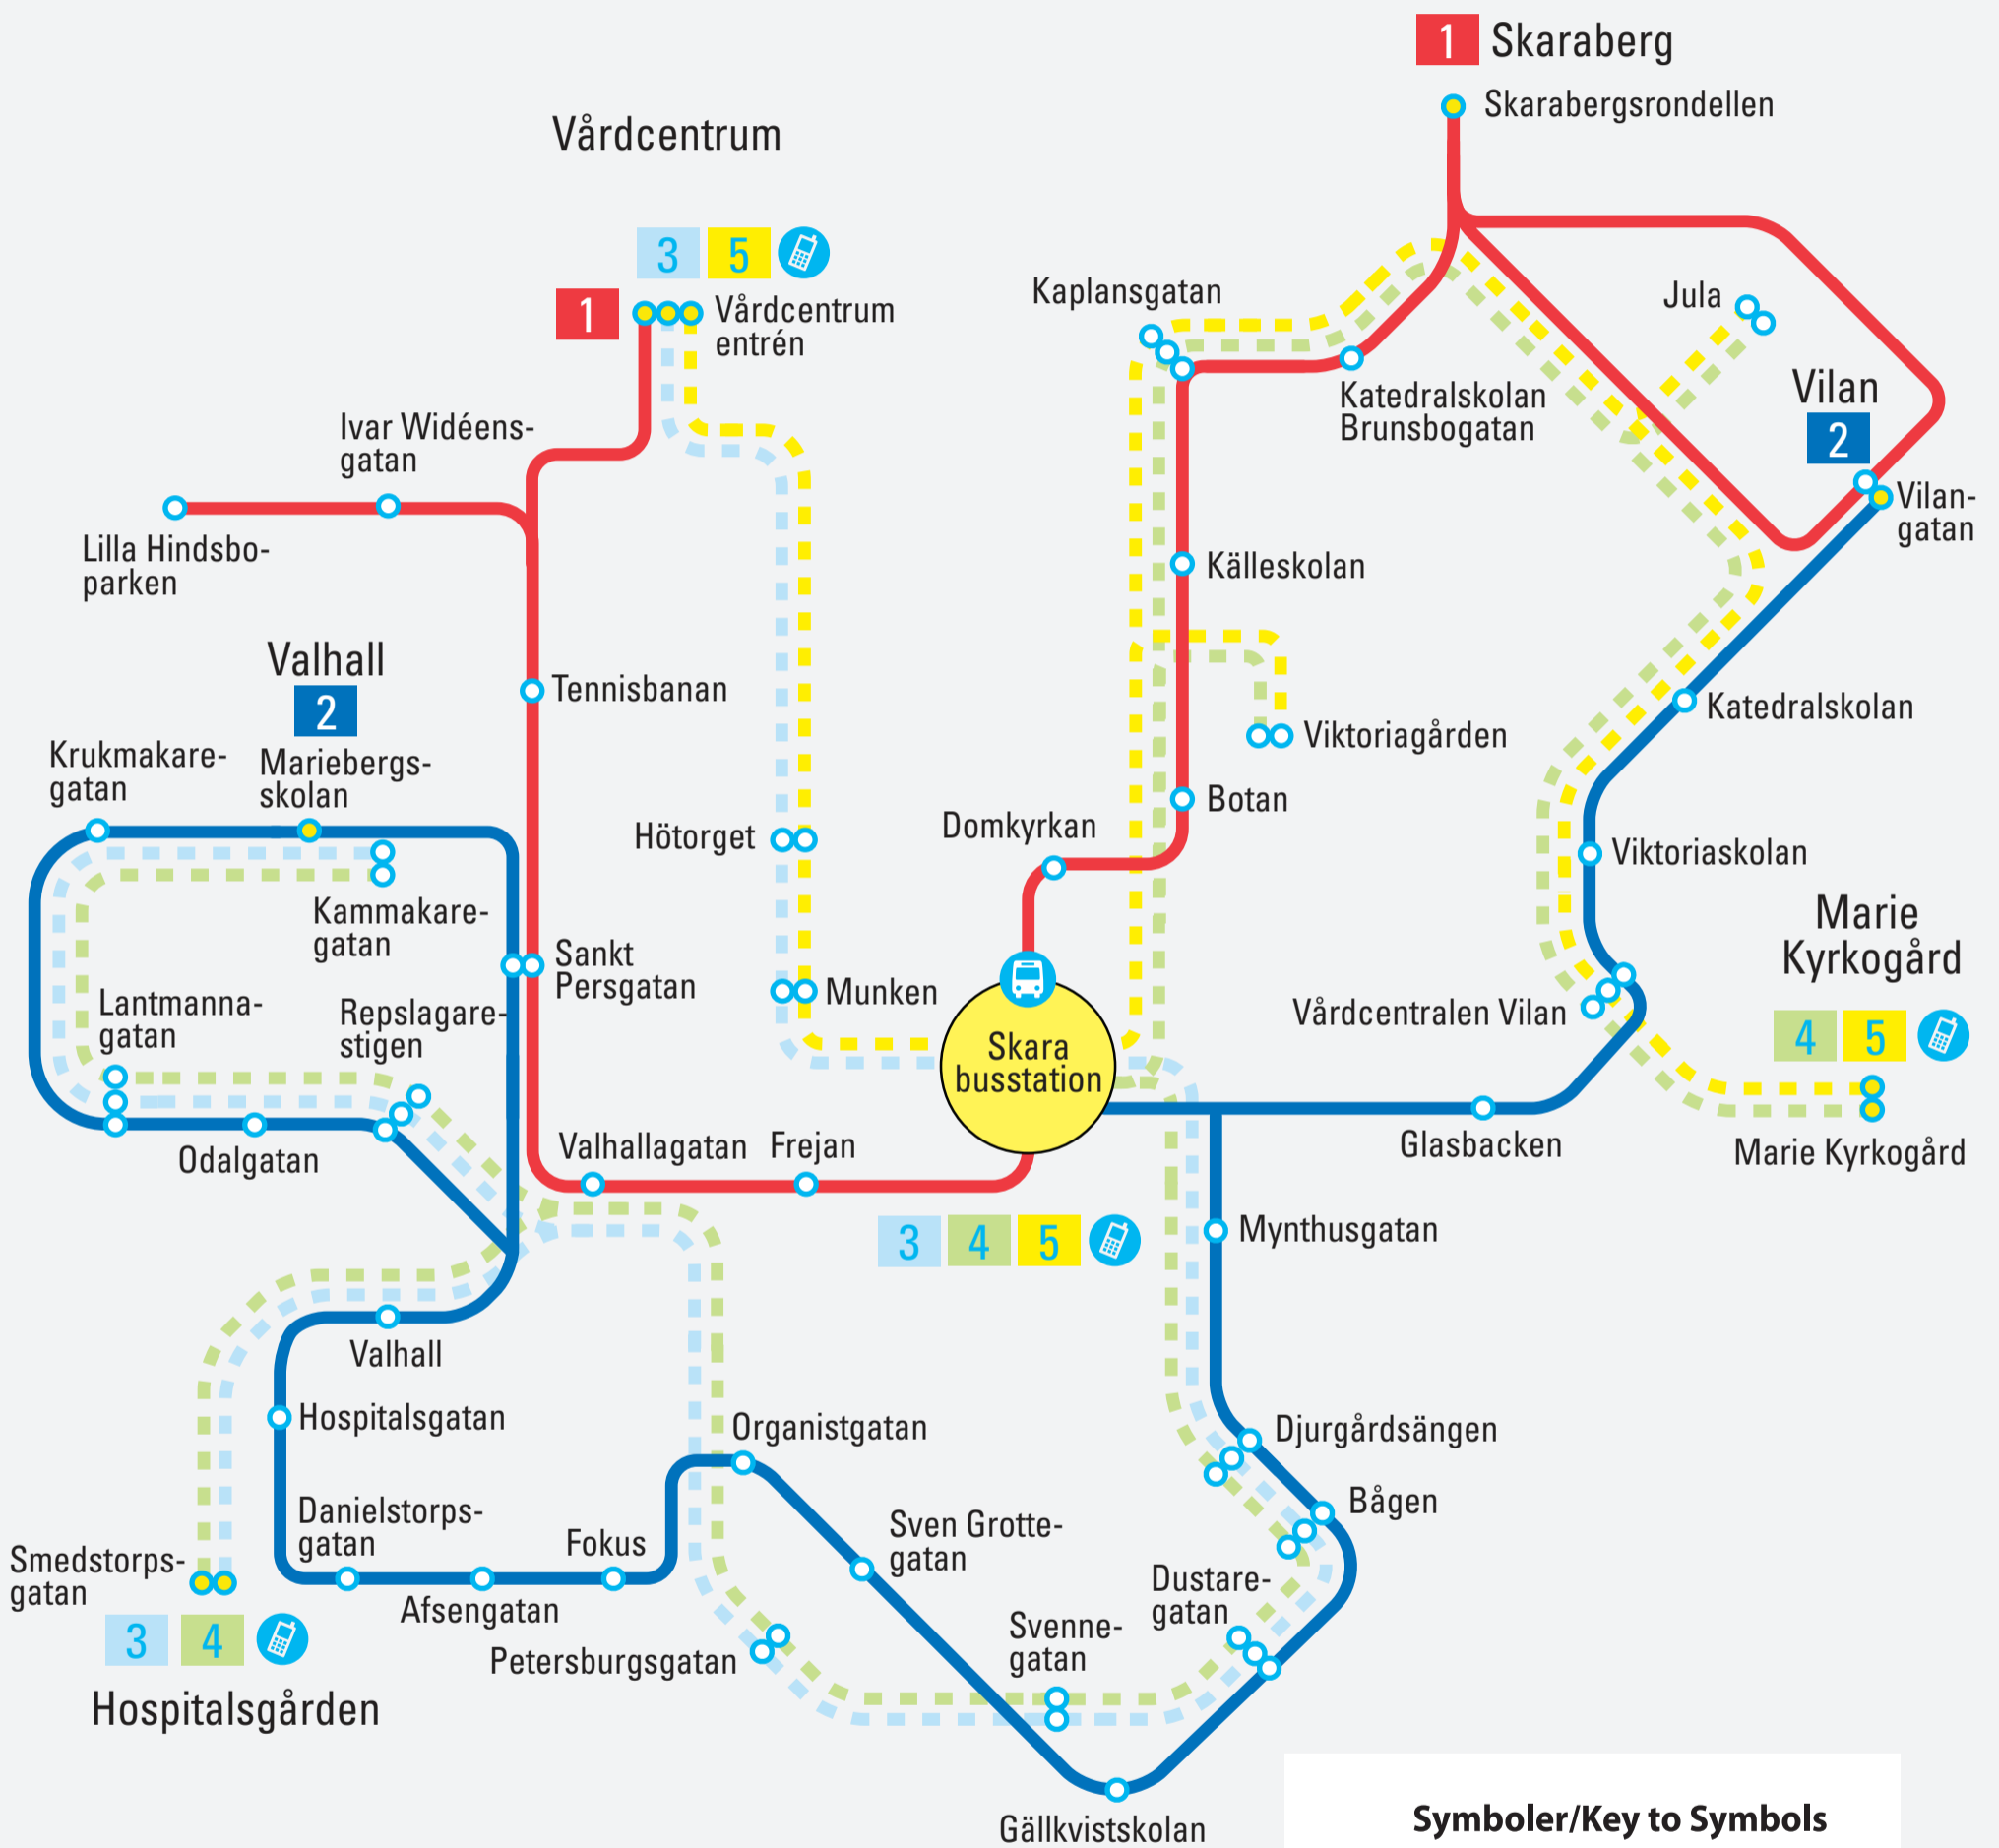 1 Skaraberg
Skarabergsrondellen
Vårdcentrum
3 5
1
Vårdcentrum
entrén
Kaplansgatan
Jula
Vilan
2
Vilan-
gatan
Katedralskolan
Brunsbogatan
Ivar Widéens-
gatan
Lilla Hindsbo-
parken
Källeskolan
Valhall
2
Tennisbanan
Viktoriagården
Katedralskolan
Krukmakare-
gatan
Mariebergs-
skolan
Hötorget
Domkyrkan
Botan
Viktoriaskolan
Kammakare-
gatan
Marie
Kyrkogård
4 5
Sankt
Persgatan
Munken
Lantmanna-
gatan
Repslagare-
stigen
Skara
busstation
Vårdcentralen Vilan
Odalgatan
Valhallagatan
Frejan
Glasbacken
Marie Kyrkogård
3 4 5
Mynthusgatan
Valhall
Hospitalsgatan
Organistgatan
Djurgårdsängen
Bågen
Danielstorps-
gatan
Fokus
Sven Grotte-
gatan
Smedstorps-
gatan
Afsengatan
Dustare-
gatan
3 4
Petersburgsgatan
Svenne-
gatan
Hospitalsgården
Gällkvistskolan
Symboler/Key to Symbols